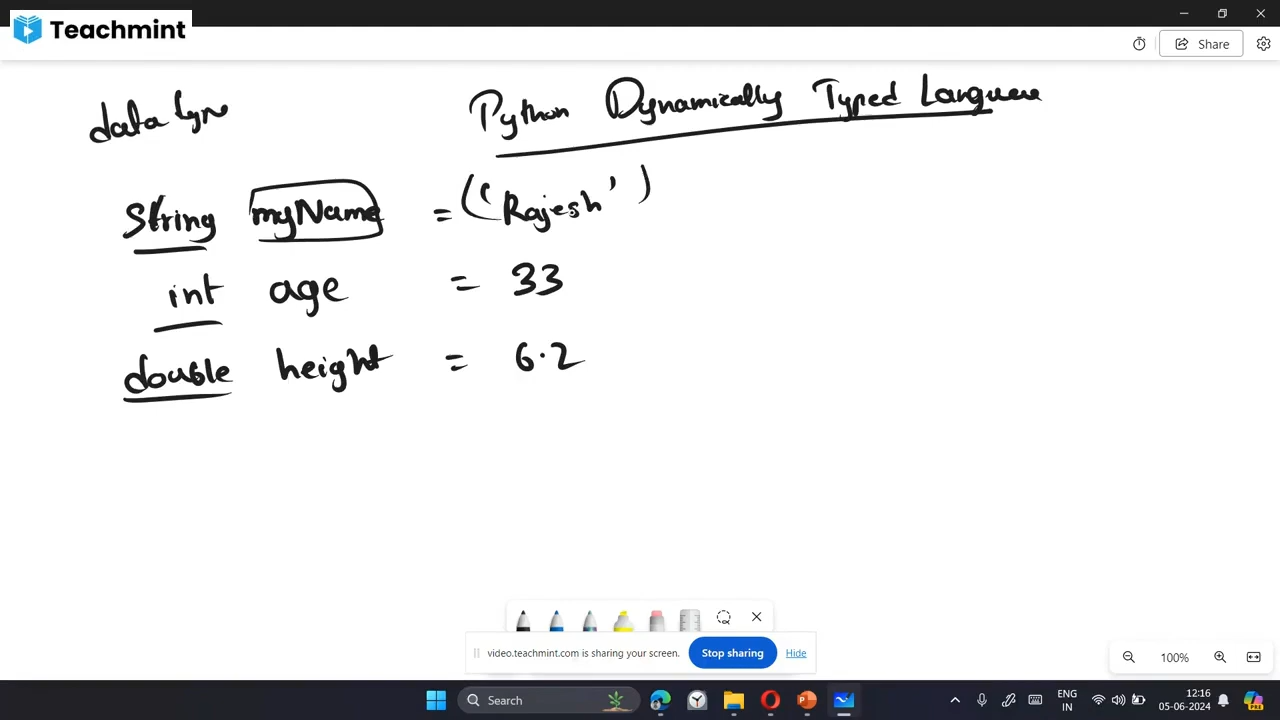 Teachmint
Share
data type
Python Dynamically Typed Language
String myName = ('Rajesh')
int age = 33
double height = 6.2
video.teachmint.com is sharing your screen. Stop sharing Hide
100%
Search
ENG
IN
12:16
05-06-2024